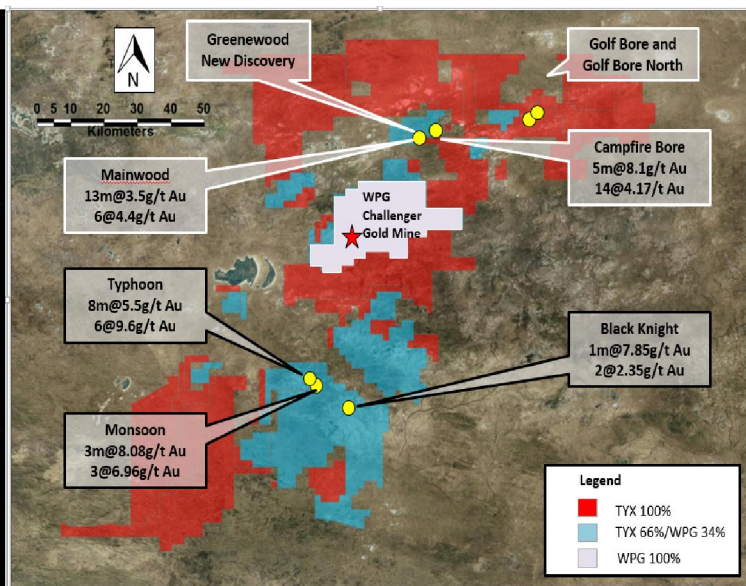 Greenewood
New Discovery
Golf Bore and
Golf Bore North
N
0 5 10 20 30 40 50
Kilometers
Mainwood
13m@3.5g/t Au
6@4.4g/t Au
Campfire Bore
5m@8.1g/t Au
14@4.17/t Au
WPG
Challenger
Gold Mine
Typhoon
8m@5.5g/t Au
6@9.6g/t Au
Black Knight
1m@7.85g/t Au
2@2.35g/t Au
Monsoon
3m@8.08g/t Au
3@6.96g/t Au
Legend
TYX 100%
TYX 66%/WPG 34%
WPG 100%